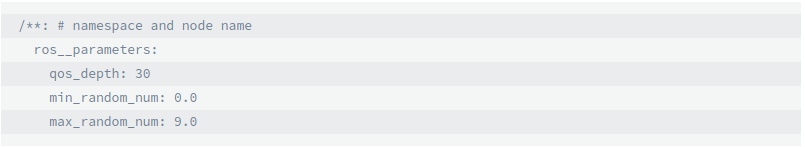 /**: # namespace and node name
  ros__parameters:
    qos_depth: 30
    min_random_num: 0.0
    max_random_num: 9.0